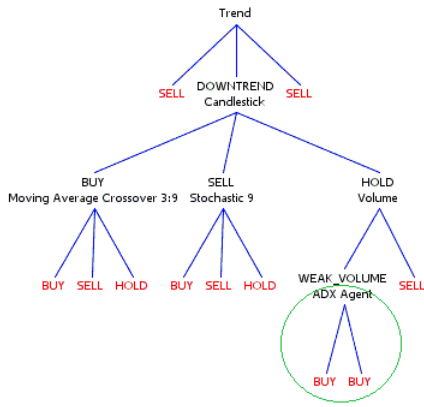 Trend
SELL
DOWNTREND
Candlestick
SELL
BUY
Moving Average Crossover 3:9
SELL
Stochastic 9
HOLD
Volume
BUY SELL HOLD
BUY SELL HOLD
WEAK_VOLUME
ADX Agent
SELL
BUY BUY